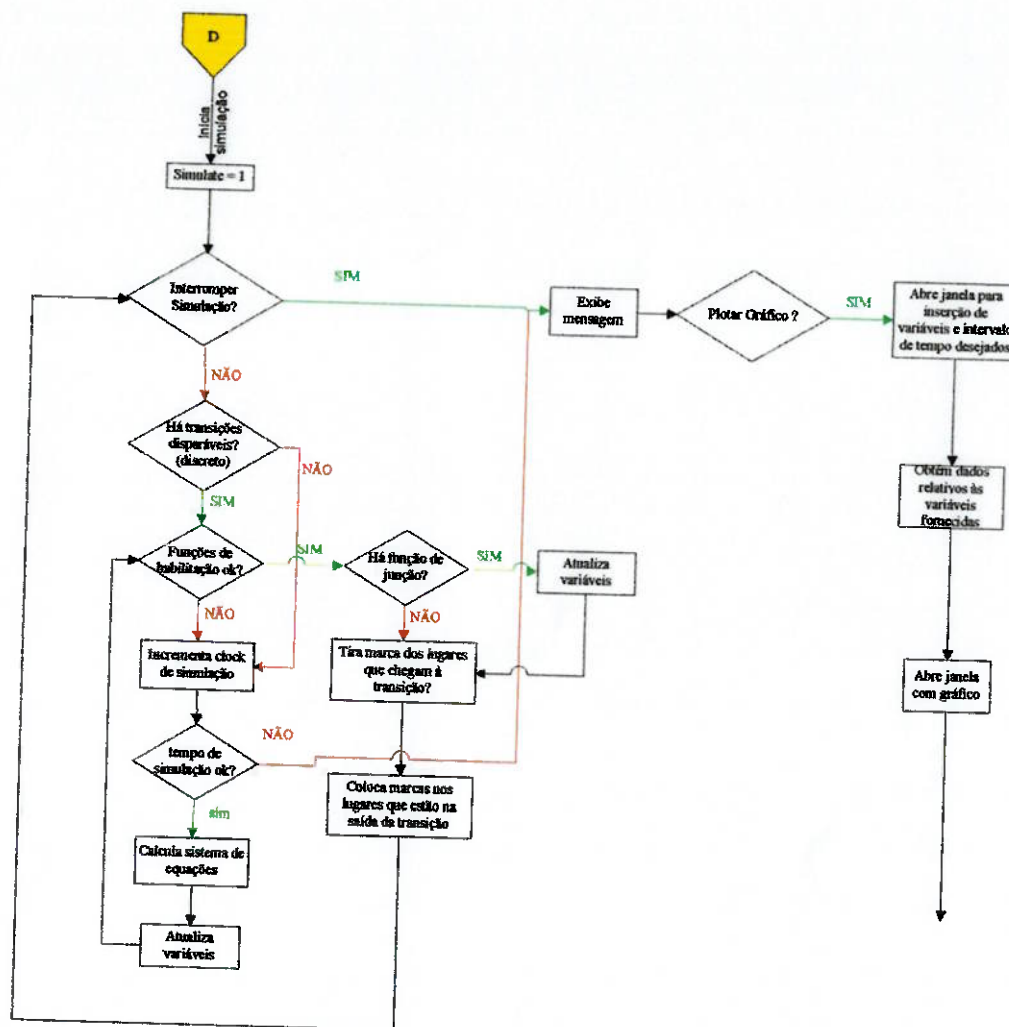 D
Inicia
simulação
Simulate = 1
Interromper
Simulação?
SIM
Exibe
mensagem
Plotar Gráfico ?
SIM
Abre janela para
inserção de
variáveis e intervalo
de tempo desejados
NÃO
Há transições
disparáveis?
(discreto)
NÃO
SIM
Obtém dados
relativos às
variáveis
fornecidas
Funções de
habilitação ok?
SIM
Há função de
junção?
SIM
Atualiza
variáveis
NÃO
NÃO
Incrementa clock
de simulação
Tira marca dos lugares
que chegam à
transição?
Abre janela
com gráfico
tempo de
simulação ok?
NÃO
sim
Coloca marcas nos
lugares que estão na
saída da transição
Calcula sistema de
equações
Atualiza
variáveis